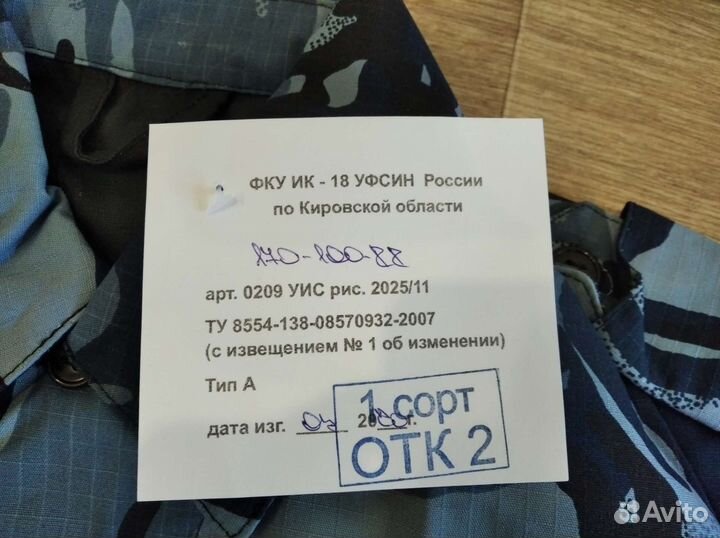 ФКУ ИК - 18 УФСИН России
по Кировской области
170-100-88
арт. 0209 УИС рис. 2025/11
ТУ 8554-138-08570932-2007
(с извещением № 1 об изменении)
Тип А
дата изг. 20 г.
1 сорт
ОТК 2
Avito